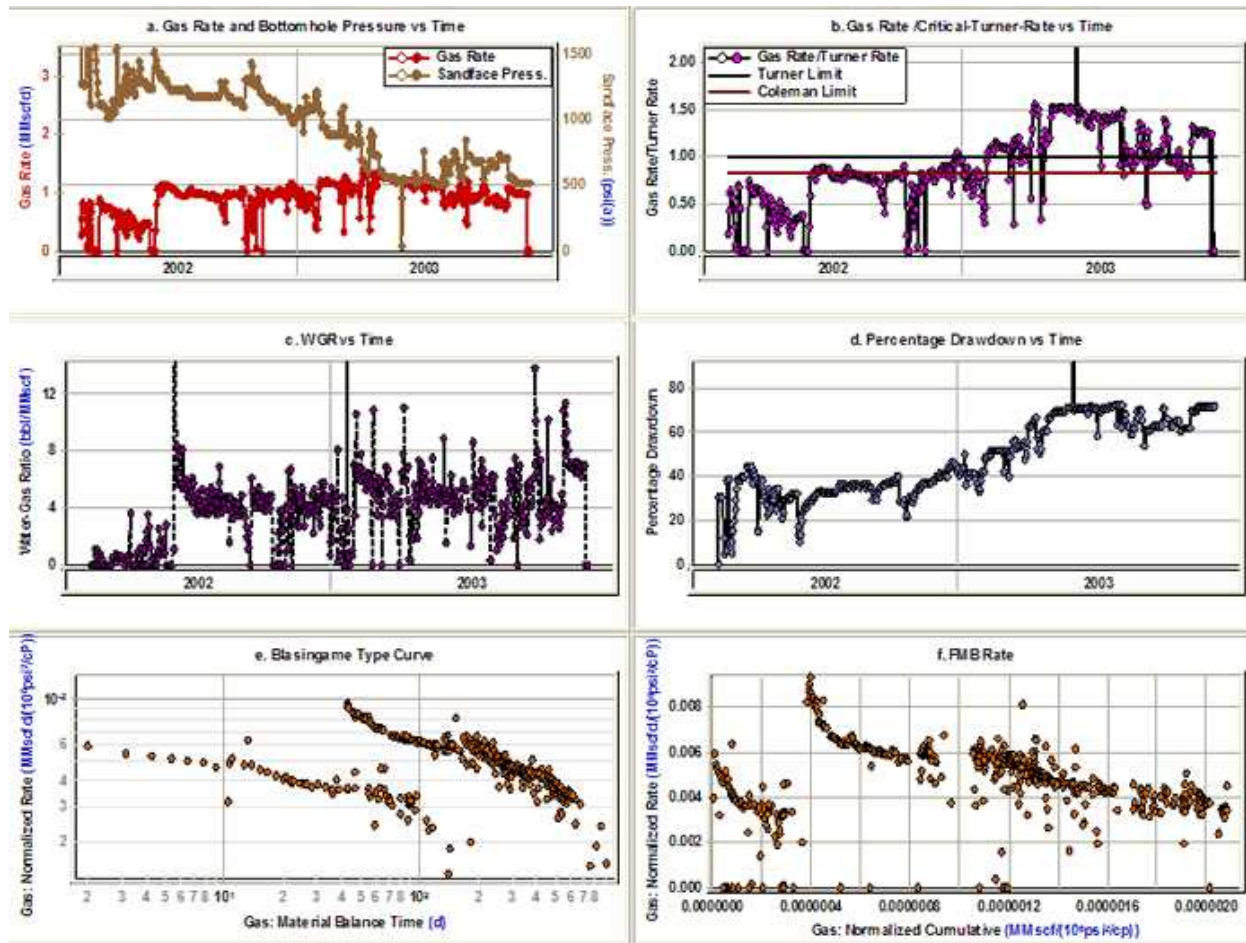 a. Gas Rate and Bottomhole Pressure vs Time
Gas Rate
Sandface Press.
Gas Rate (MMscfd)
3
2
1
0
1500
1000
500
0
Sandface Press. (psi(a))
2002
2003
b. Gas Rate /Critical-Turner-Rate vs Time
Gas Rate/Turner Rate
Turner Limit
Coleman Limit
Gas Rate/Turner Rate
2.00
1.50
1.00
0.50
0.00
2002
2003
c. WGR vs Time
Water-Gas Ratio (bbl/MMscf)
12
8
4
0
2002
2003
d. Percentage Drawdown vs Time
Percentage Drawdown
80
60
40
20
0
2002
2003
e. Blasingame Type Curve
Gas: Normalized Rate (MMscfd/(10⁶psi²/cP))
10⁻²
6
4
3
2
2 3 4 5 6 7 8 10¹ 2 3 4 5 6 7 8 10² 2 3 4 5 6 7 8
Gas: Material Balance Time (d)
f. FMB Rate
Gas: Normalized Rate (MMscfd/(10⁶psi²/cP))
0.008
0.006
0.004
0.002
0.000
0.0000000 0.0000004 0.0000008 0.0000012 0.0000016 0.0000020
Gas: Normalized Cumulative (MMscf/(10⁶psi²/cp))